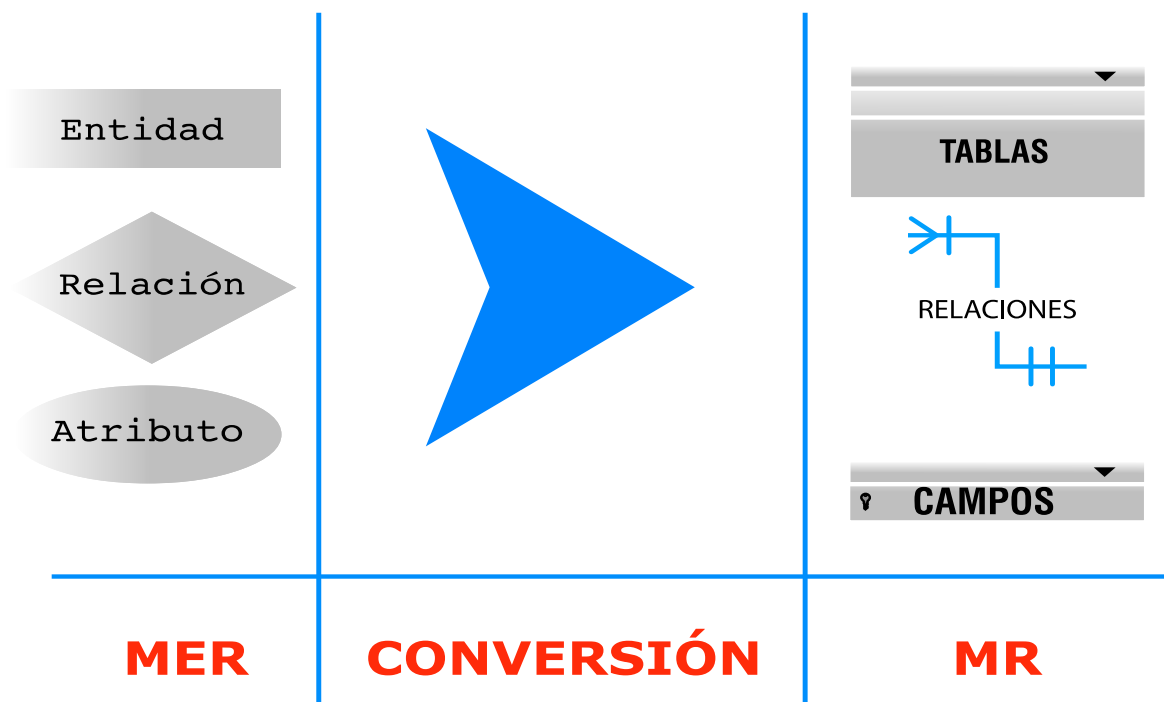 Entidad
Relación
Atributo
TABLAS
RELACIONES
CAMPOS
MER
CONVERSIÓN
MR